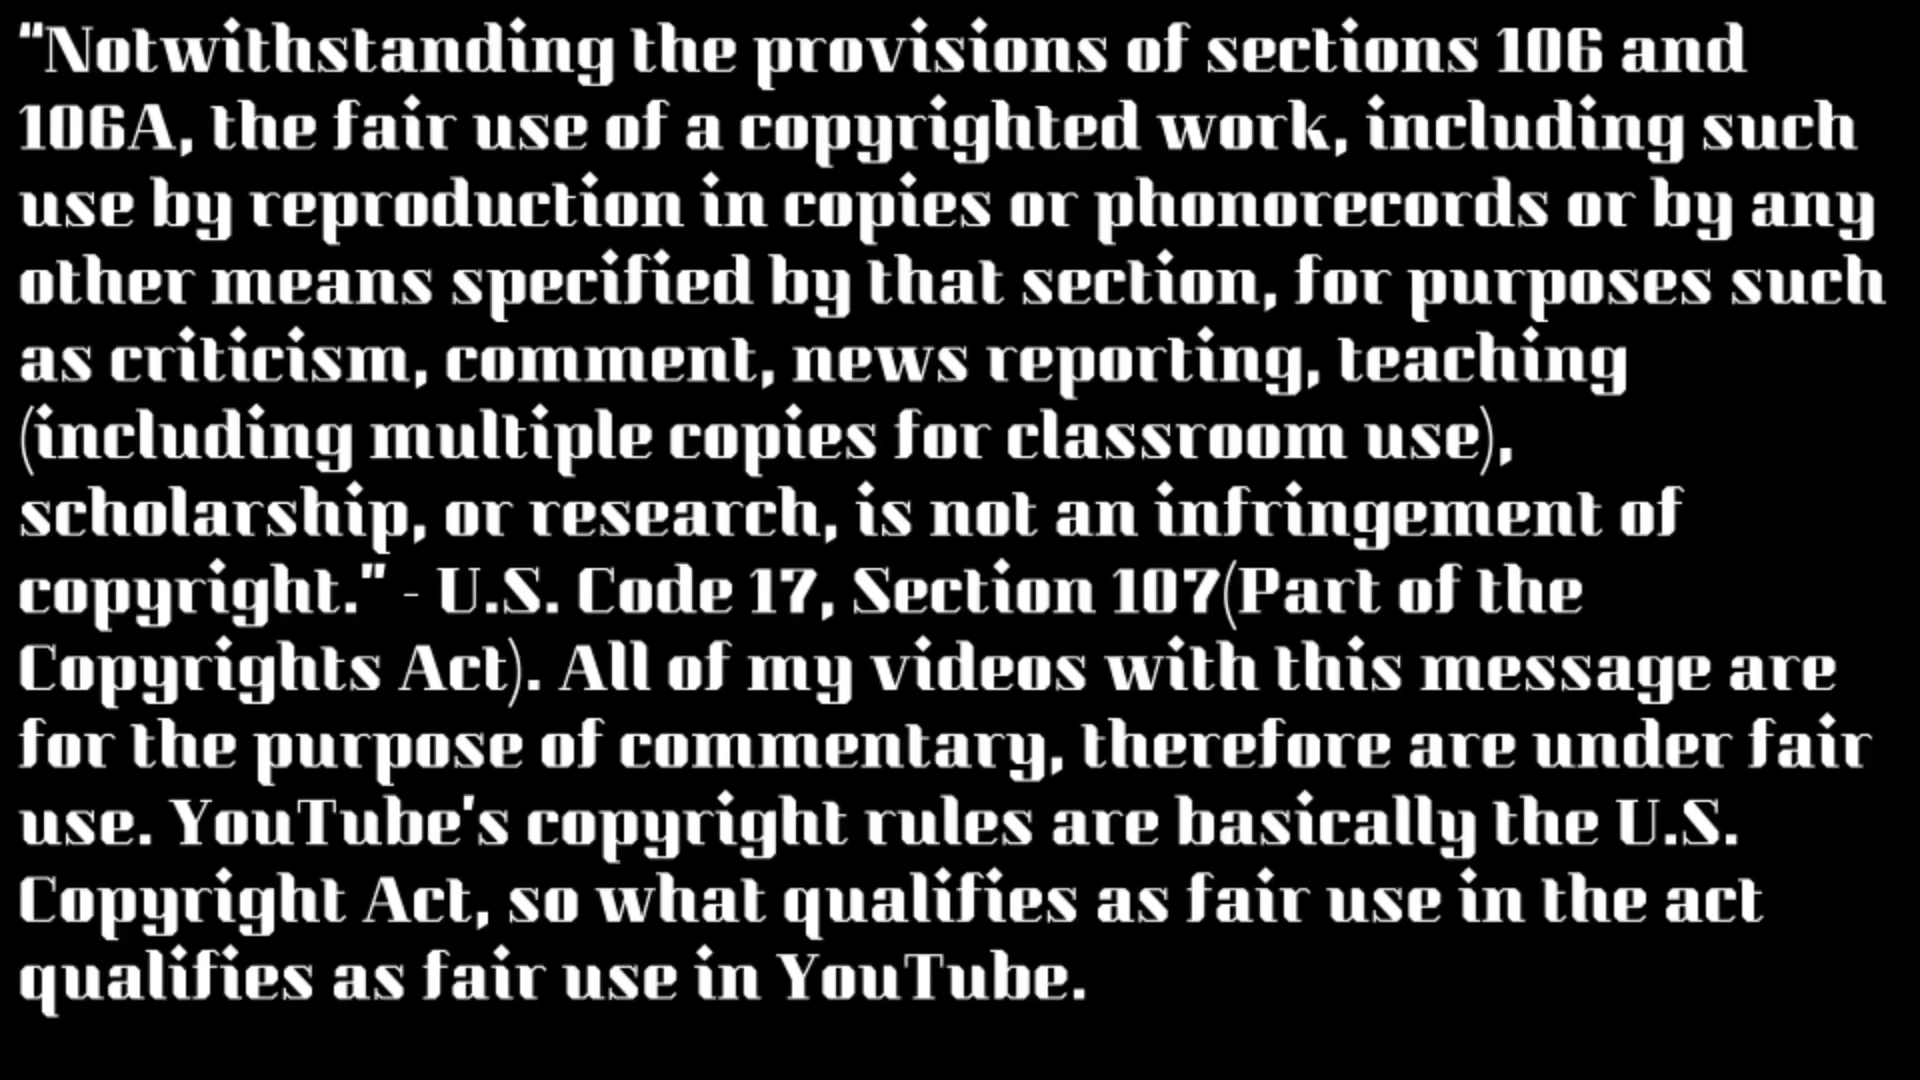 “Notwithstanding the provisions of sections 106 and
106A, the fair use of a copyrighted work, including such
use by reproduction in copies or phonorecords or by any
other means specified by that section, for purposes such
as criticism, comment, news reporting, teaching
(including multiple copies for classroom use),
scholarship, or research, is not an infringement of
copyright.” - U.S. Code 17, Section 107(Part of the
Copyrights Act). All of my videos with this message are
for the purpose of commentary, therefore are under fair
use. YouTube's copyright rules are basically the U.S.
Copyright Act, so what qualifies as fair use in the act
qualifies as fair use in YouTube.